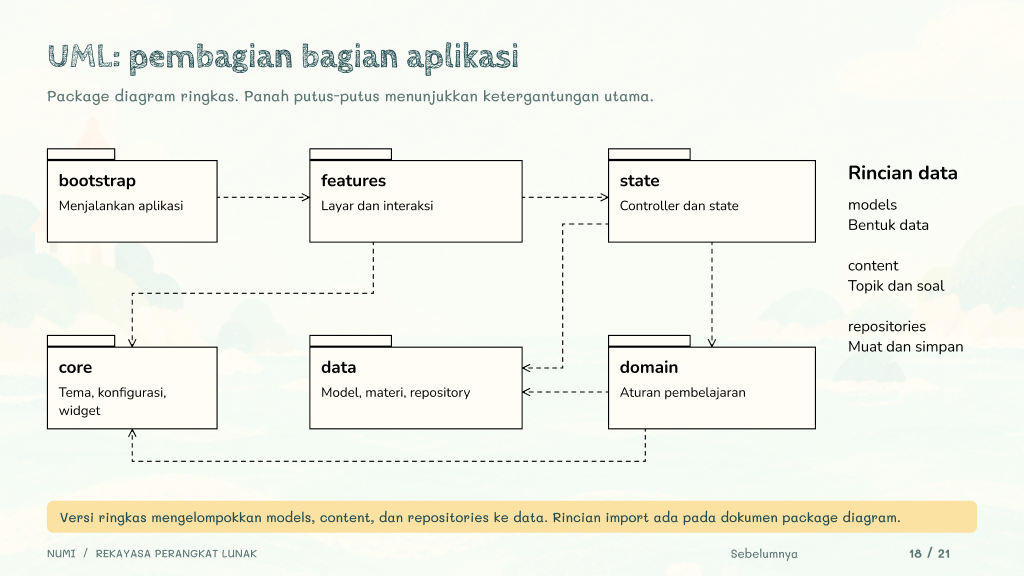 UML: pembagian bagian aplikasi
Package diagram ringkas. Panah putus-putus menunjukkan ketergantungan utama.
bootstrap
Menjalankan aplikasi
features
Layar dan interaksi
state
Controller dan state
Rincian data
models
Bentuk data
content
Topik dan soal
repositories
Muat dan simpan
core
Tema, konfigurasi,
widget
data
Model, materi, repository
domain
Aturan pembelajaran
Versi ringkas mengelompokkan models, content, dan repositories ke data. Rincian import ada pada dokumen package diagram.
NUMI / REKAYASA PERANGKAT LUNAK
Sebelumnya
18 / 21